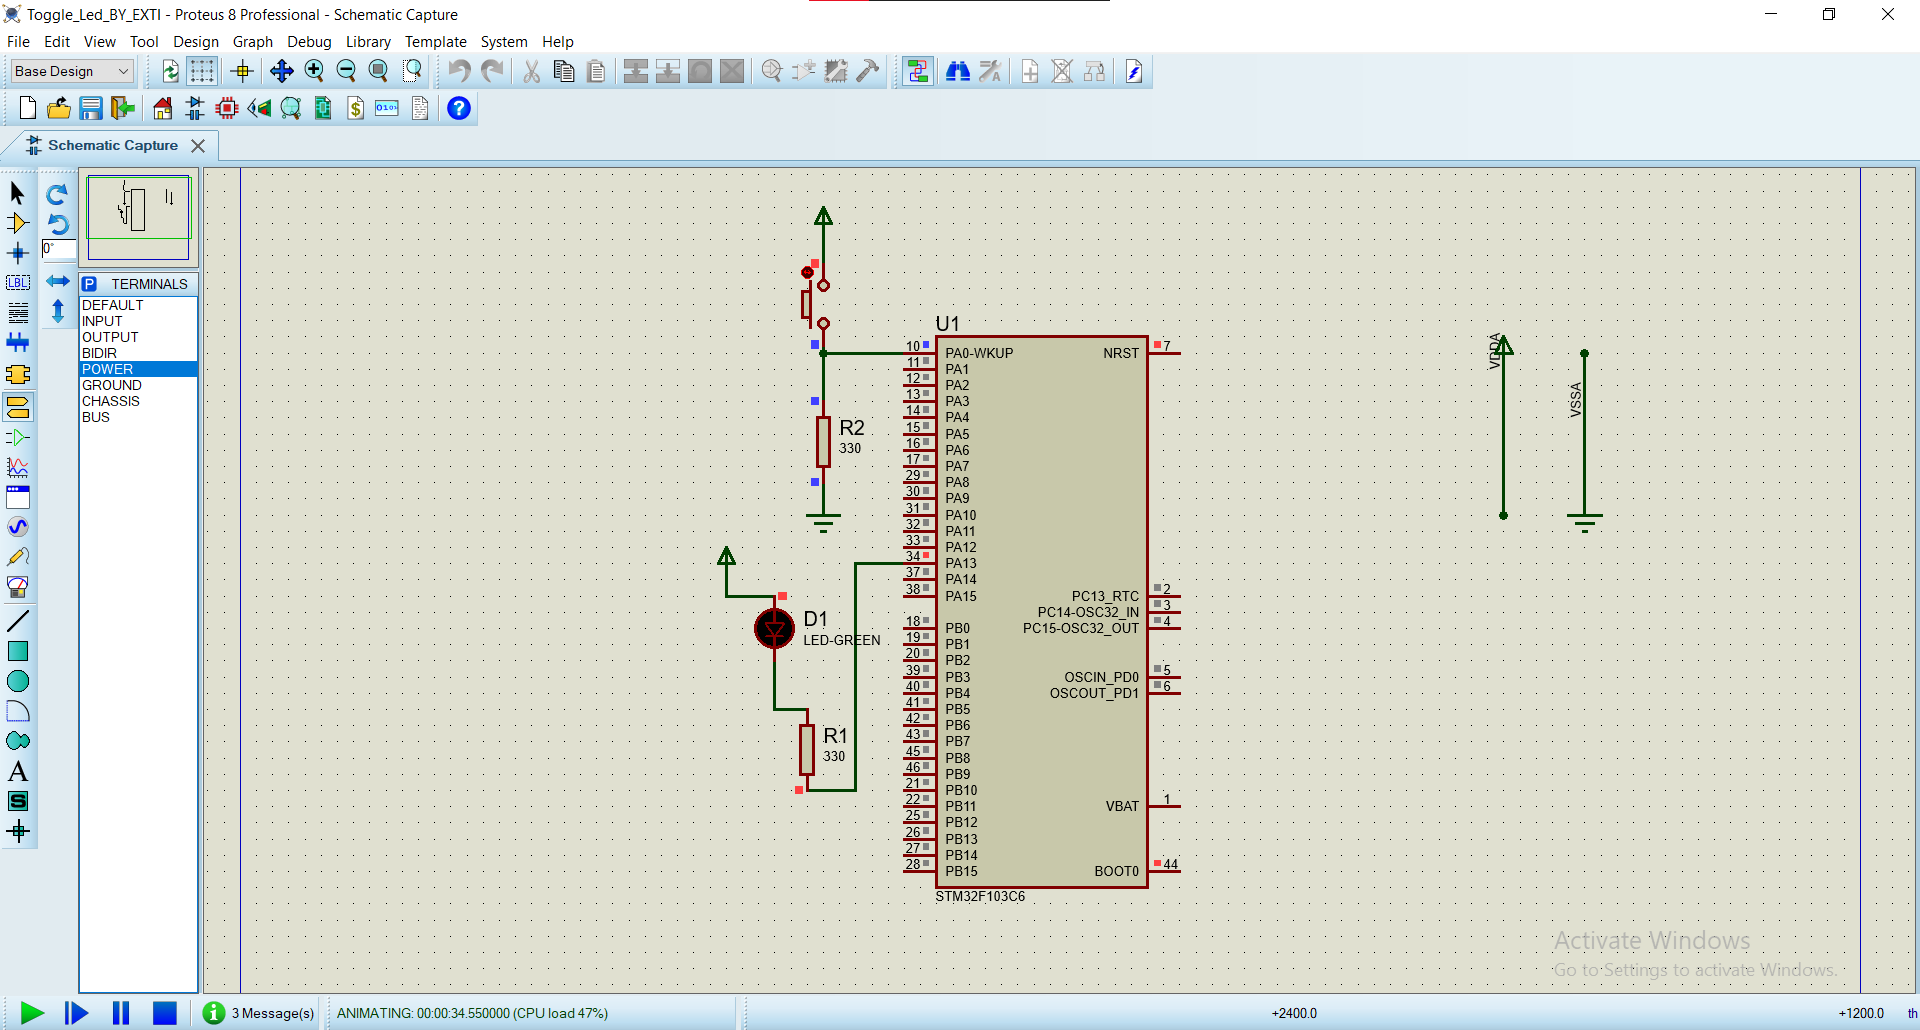 Toggle_Led_BY_EXTI - Proteus 8 Professional - Schematic Capture
File Edit View Tool Design Graph Debug Library Template System Help
Base Design
Schematic Capture
0°
P TERMINALS
DEFAULT
INPUT
OUTPUT
BIDIR
POWER
GROUND
CHASSIS
BUS
LBL
A
S
U1
10 PA0-WKUP
11 PA1
12 PA2
13 PA3
14 PA4
15 PA5
16 PA6
17 PA7
29 PA8
30 PA9
31 PA10
32 PA11
33 PA12
34 PA13
37 PA14
38 PA15
18 PB0
19 PB1
20 PB2
39 PB3
40 PB4
41 PB5
42 PB6
43 PB7
45 PB8
46 PB9
21 PB10
22 PB11
25 PB12
26 PB13
27 PB14
28 PB15
NRST 7
PC13_RTC 2
PC14-OSC32_IN 3
PC15-OSC32_OUT 4
OSCIN_PD0 5
OSCOUT_PD1 6
VBAT 1
BOOT0 44
STM32F103C6
R2
330
D1
LED-GREEN
R1
330
VDDA
VSSA
Activate Windows
Go to Settings to activate Windows.
3 Message(s)
ANIMATING: 00:00:34.550000 (CPU load 47%)
+2400.0
+1200.0
th